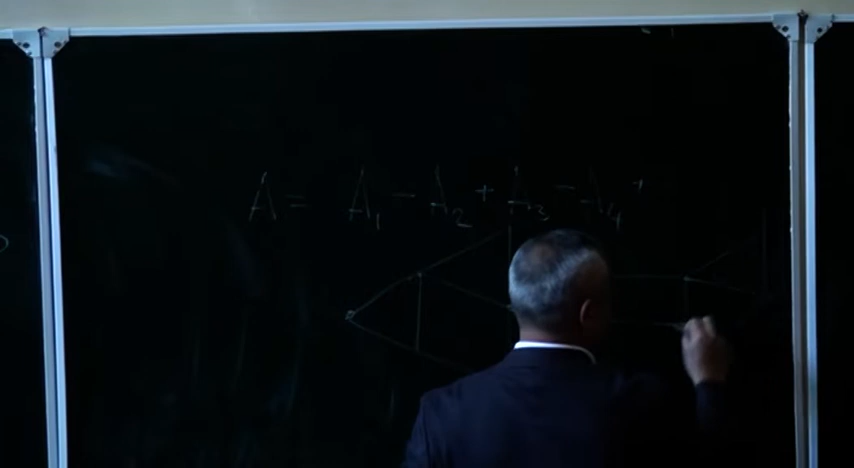 A = A₁ - A₂ + A₃ - A₄ +